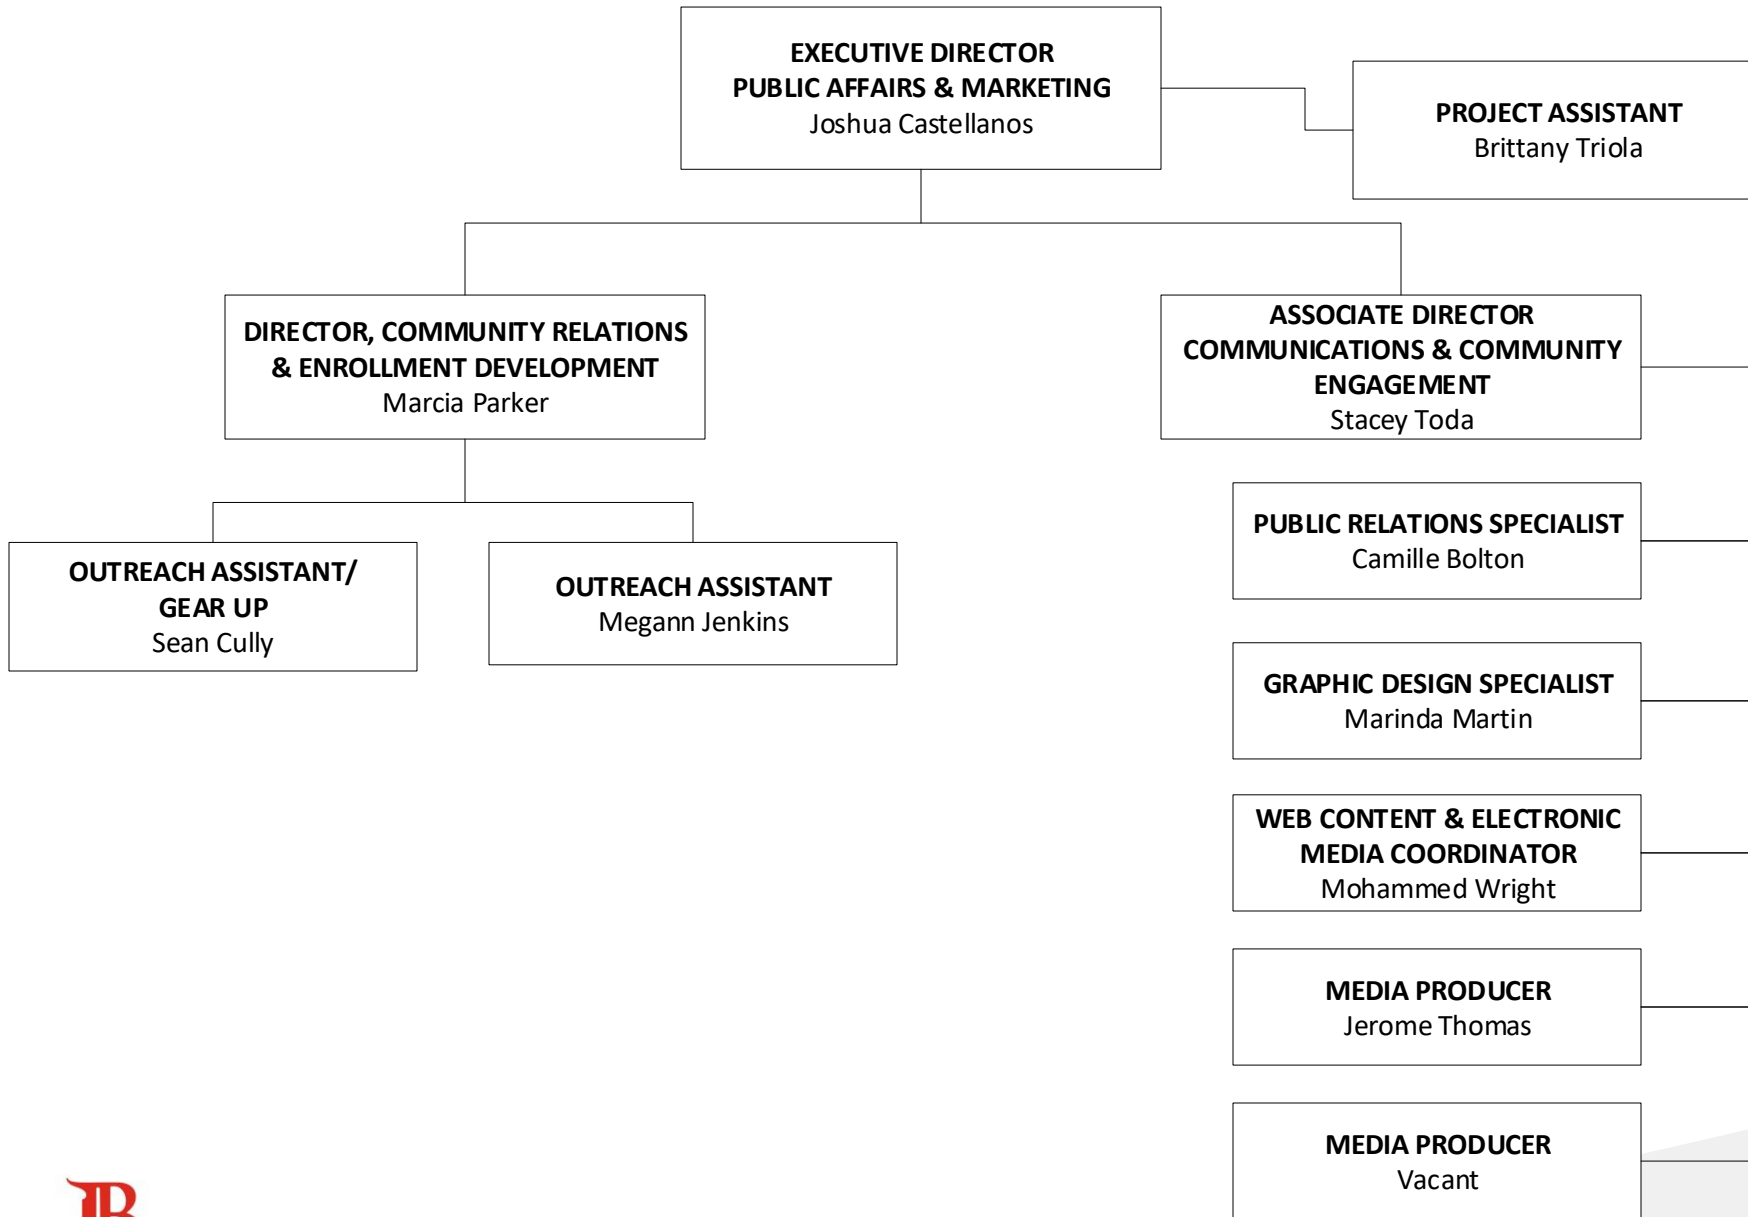 EXECUTIVE DIRECTOR
PUBLIC AFFAIRS & MARKETING
Joshua Castellanos
PROJECT ASSISTANT
Brittany Triola
DIRECTOR, COMMUNITY RELATIONS
& ENROLLMENT DEVELOPMENT
Marcia Parker
ASSOCIATE DIRECTOR
COMMUNICATIONS & COMMUNITY
ENGAGEMENT
Stacey Toda
OUTREACH ASSISTANT/
GEAR UP
Sean Cully
OUTREACH ASSISTANT
Megann Jenkins
PUBLIC RELATIONS SPECIALIST
Camille Bolton
GRAPHIC DESIGN SPECIALIST
Marinda Martin
WEB CONTENT & ELECTRONIC
MEDIA COORDINATOR
Mohammed Wright
MEDIA PRODUCER
Jerome Thomas
MEDIA PRODUCER
Vacant